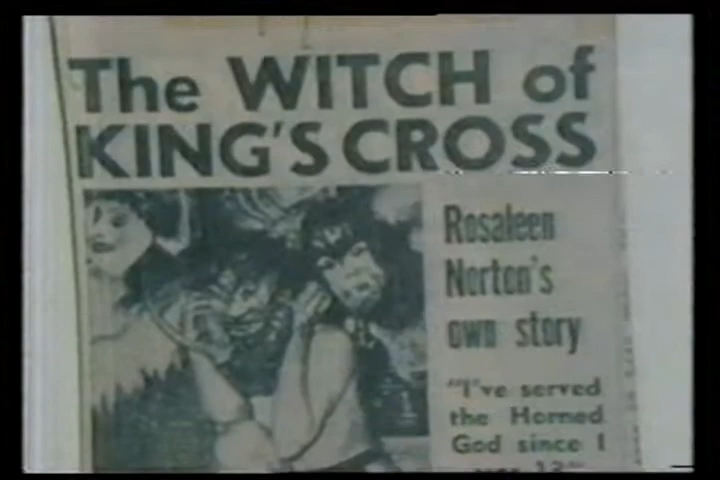 The WITCH of
KING'S CROSS
Rosaleen
Norton's
own story
"I've served
the Horned
God since I